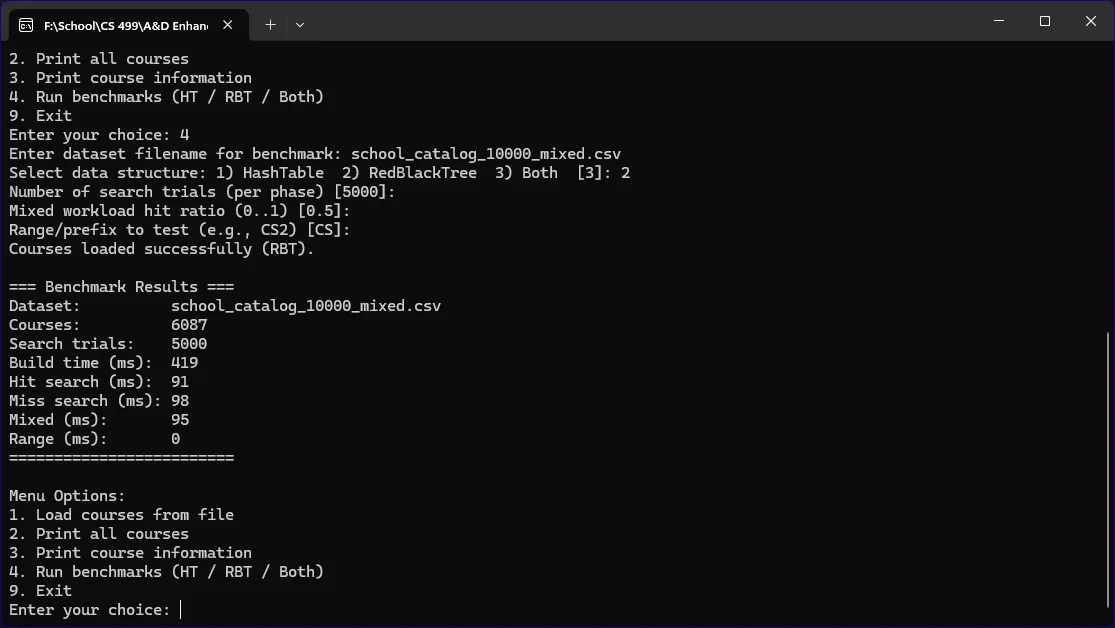 F:\School\CS 499\A&D Enhan
2. Print all courses
3. Print course information
4. Run benchmarks (HT / RBT / Both)
9. Exit
Enter your choice: 4
Enter dataset filename for benchmark: school_catalog_10000_mixed.csv
Select data structure: 1) HashTable  2) RedBlackTree  3) Both  [3]: 2
Number of search trials (per phase) [5000]:
Mixed workload hit ratio (0..1) [0.5]:
Range/prefix to test (e.g., CS2) [CS]:
Courses loaded successfully (RBT).
=== Benchmark Results ===
Dataset:          school_catalog_10000_mixed.csv
Courses:          6087
Search trials:    5000
Build time (ms):  419
Hit search (ms):  91
Miss search (ms): 98
Mixed (ms):       95
Range (ms):       0
=========================
Menu Options:
1. Load courses from file
2. Print all courses
3. Print course information
4. Run benchmarks (HT / RBT / Both)
9. Exit
Enter your choice: